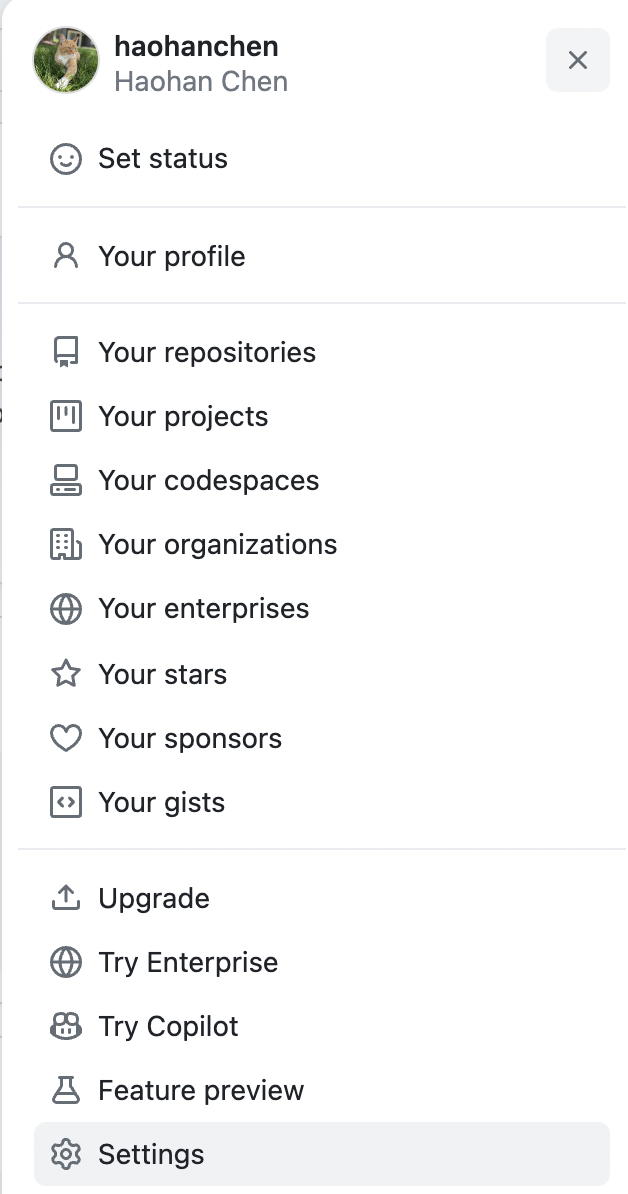 haohanchen
Haohan Chen
Set status
Your profile
Your repositories
Your projects
Your codespaces
Your organizations
Your enterprises
Your stars
Your sponsors
Your gists
Upgrade
Try Enterprise
Try Copilot
Feature preview
Settings